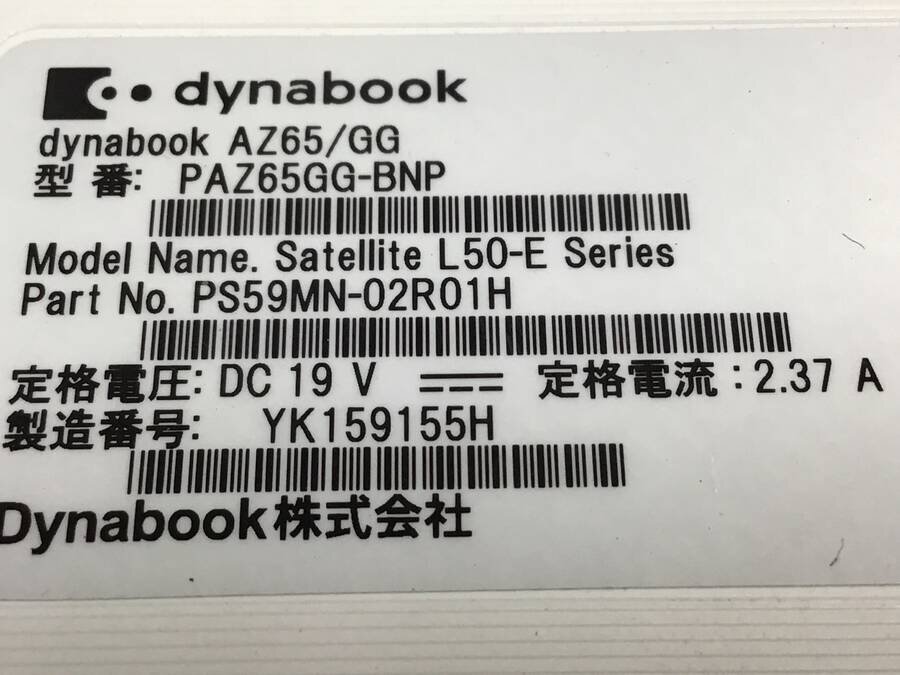 dynabook
dynabook AZ65/GG
型 番: PAZ65GG-BNP
Model Name. Satellite L50-E Series
Part No. PS59MN-02R01H
定格電圧: DC 19 V 定格電流:2.37 A
製造番号: YK159155H
Dynabook株式会社